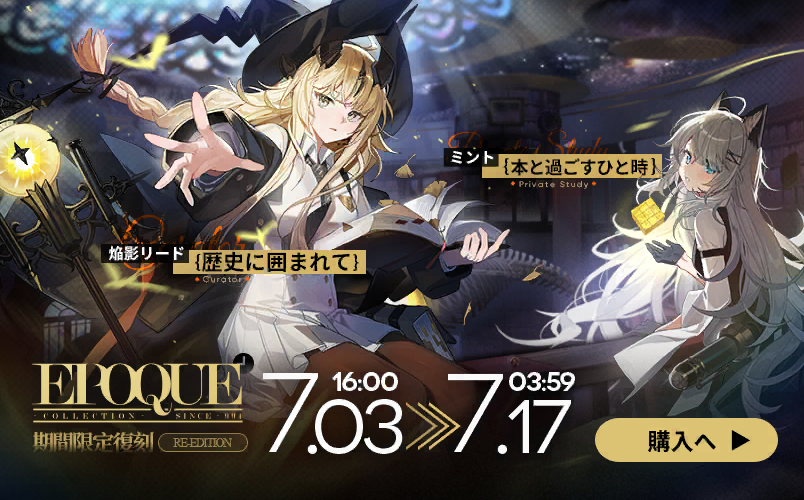 ミント
{本と過ごすひと時}
Private Study
焔影リード
{歴史に囲まれて}
Curator
EPOQUE
COLLECTION
期間限定復刻
RE-EDITION
16:00
7.03
03:59
7.17
購入へ ▶